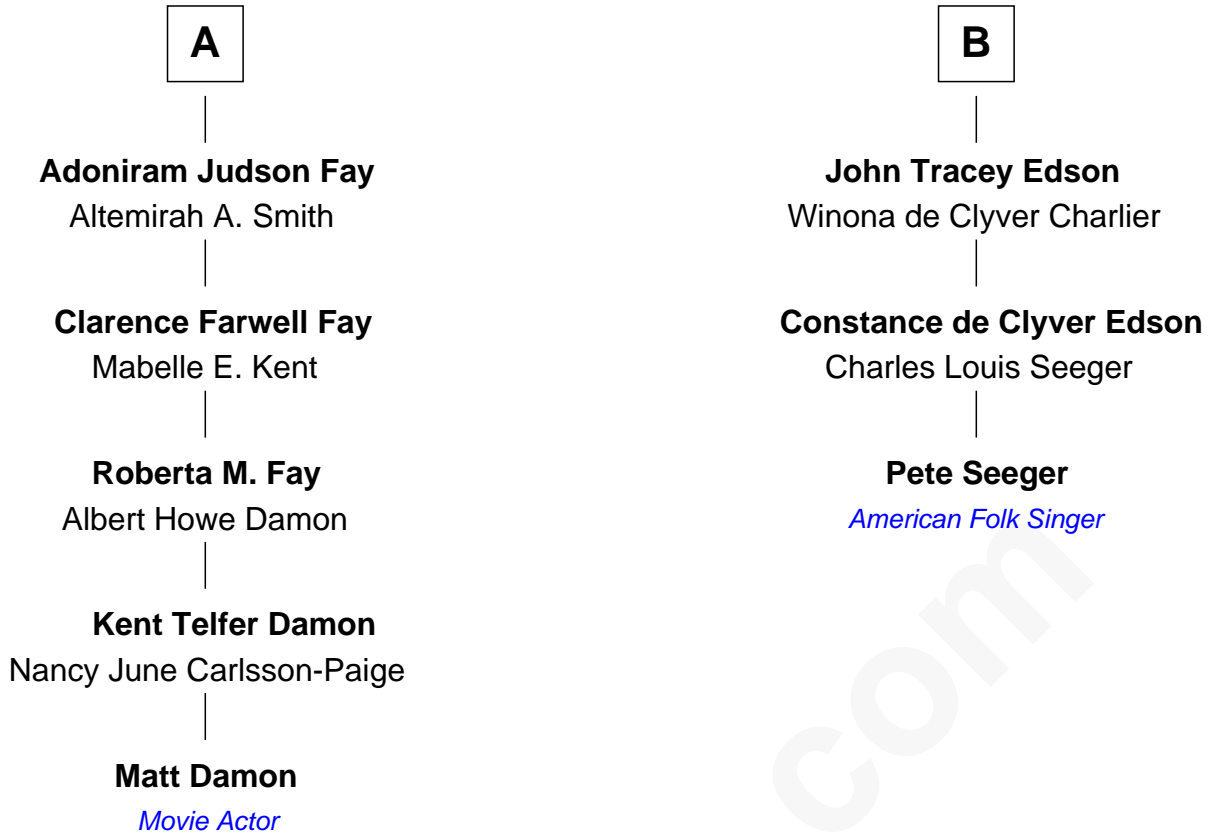 A
Adoniram Judson Fay
Altemirah A. Smith
Clarence Farwell Fay
Mabelle E. Kent
Roberta M. Fay
Albert Howe Damon
Kent Telfer Damon
Nancy June Carlsson-Paige
Matt Damon
Movie Actor
B
John Tracey Edson
Winona de Clyver Charlier
Constance de Clyver Edson
Charles Louis Seeger
Pete Seeger
American Folk Singer
com